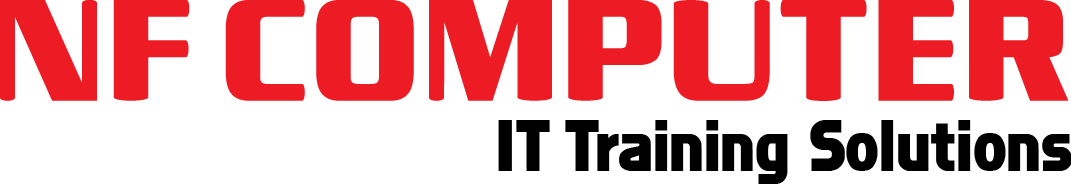 NF COMPUTER
IT Training Solutions